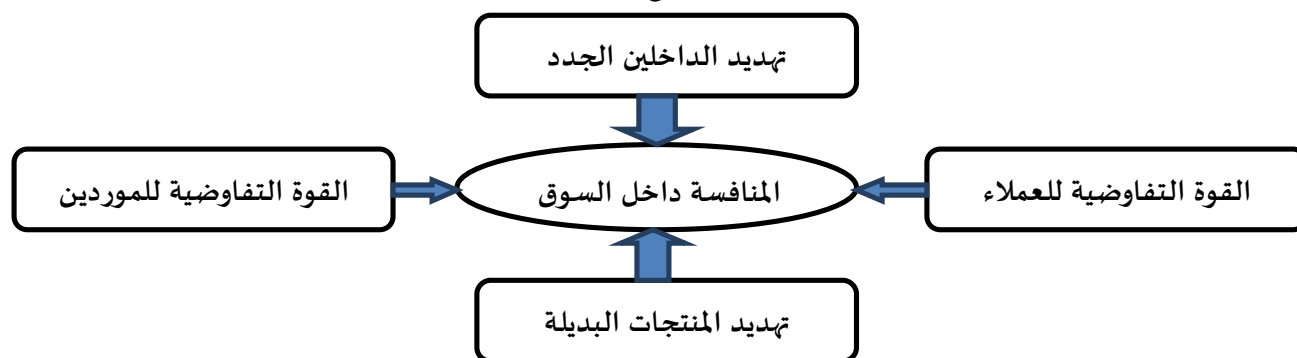 تهديد الداخلين الجدد
القوة التفاوضية للعملاء
المنافسة داخل السوق
القوة التفاوضية للموردين
تهديد المنتجات البديلة